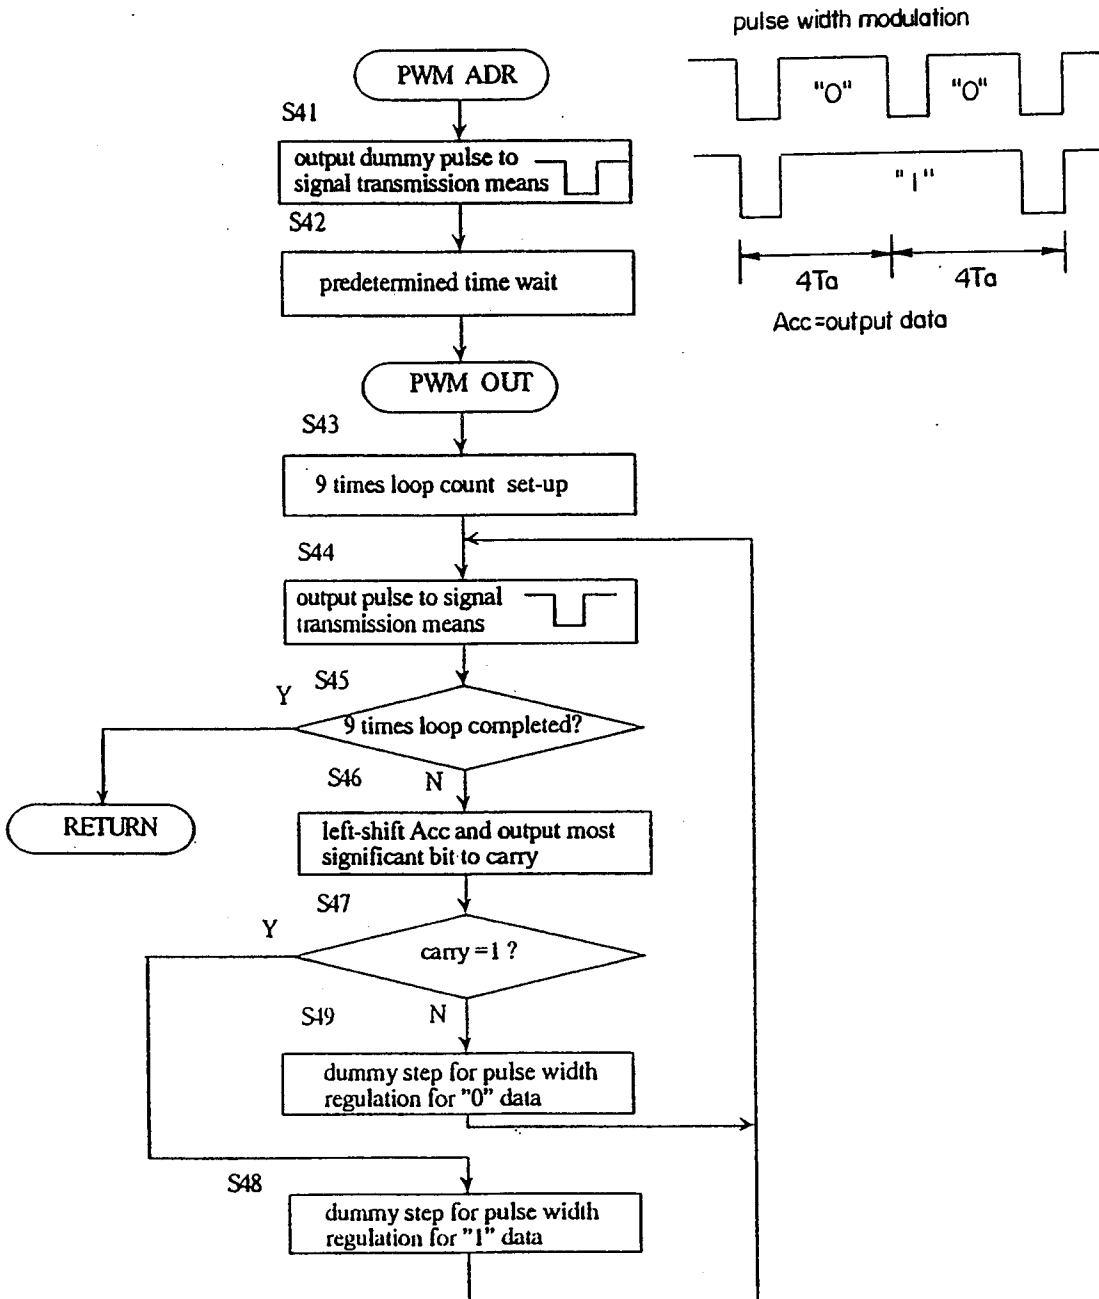 pulse width modulation
"0" "0"
"1"
4Ta 4Ta
Acc=output data
PWM ADR
S41
output dummy pulse to
signal transmission means
S42
predetermined time wait
PWM OUT
S43
9 times loop count set-up
S44
output pulse to signal
transmission means
S45
Y
9 times loop completed?
S46
N
RETURN
left-shift Acc and output most
significant bit to carry
S47
Y
carry=1 ?
S49
N
dummy step for pulse width
regulation for "0" data
S48
dummy step for pulse width
regulation for "1" data